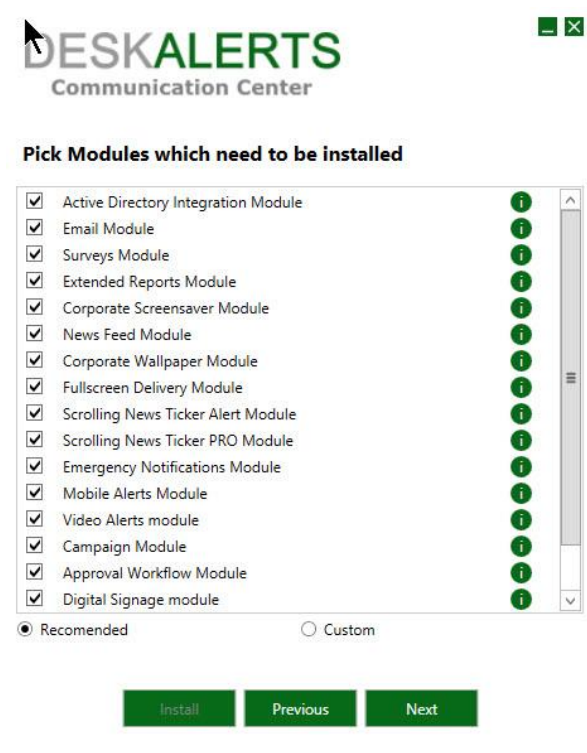 DESKALERTS
Communication Center
Pick Modules which need to be installed
Active Directory Integration Module
Email Module
Surveys Module
Extended Reports Module
Corporate Screensaver Module
News Feed Module
Corporate Wallpaper Module
Fullscreen Delivery Module
Scrolling News Ticker Alert Module
Scrolling News Ticker PRO Module
Emergency Notifications Module
Mobile Alerts Module
Video Alerts module
Campaign Module
Approval Workflow Module
Digital Signage module
Recomended Custom
Install Previous Next